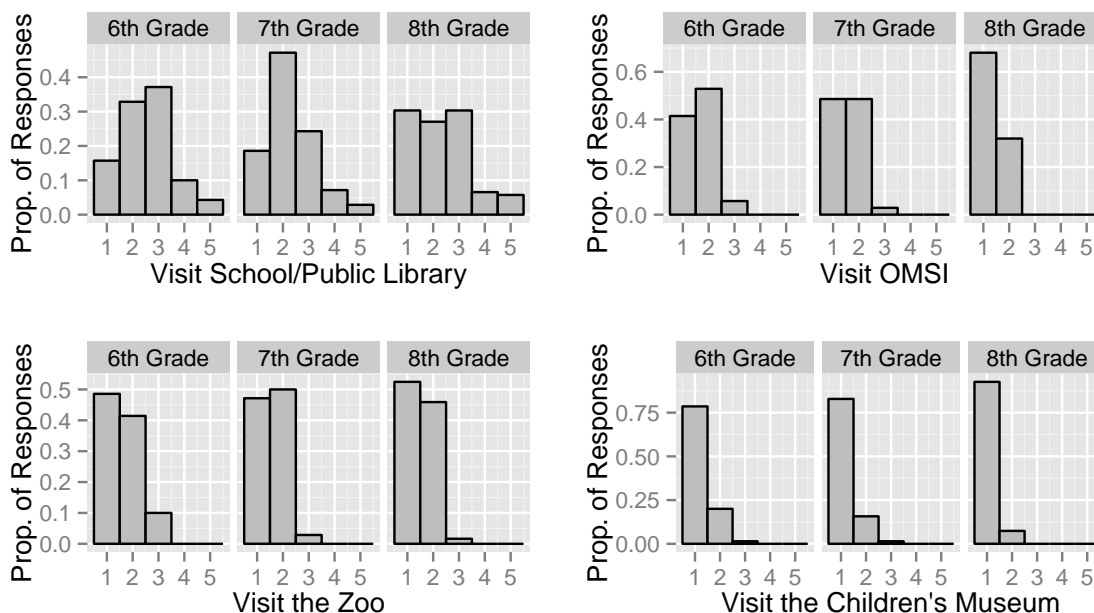 6th Grade 7th Grade 8th Grade
Prop. of Responses
0.4
0.3
0.2
0.1
0.0
1 2 3 4 5 1 2 3 4 5 1 2 3 4 5
Visit School/Public Library
6th Grade 7th Grade 8th Grade
Prop. of Responses
0.6
0.4
0.2
0.0
1 2 3 4 5 1 2 3 4 5 1 2 3 4 5
Visit OMSI
6th Grade 7th Grade 8th Grade
Prop. of Responses
0.5
0.4
0.3
0.2
0.1
0.0
1 2 3 4 5 1 2 3 4 5 1 2 3 4 5
Visit the Zoo
6th Grade 7th Grade 8th Grade
Prop. of Responses
0.75
0.50
0.25
0.00
1 2 3 4 5 1 2 3 4 5 1 2 3 4 5
Visit the Children's Museum